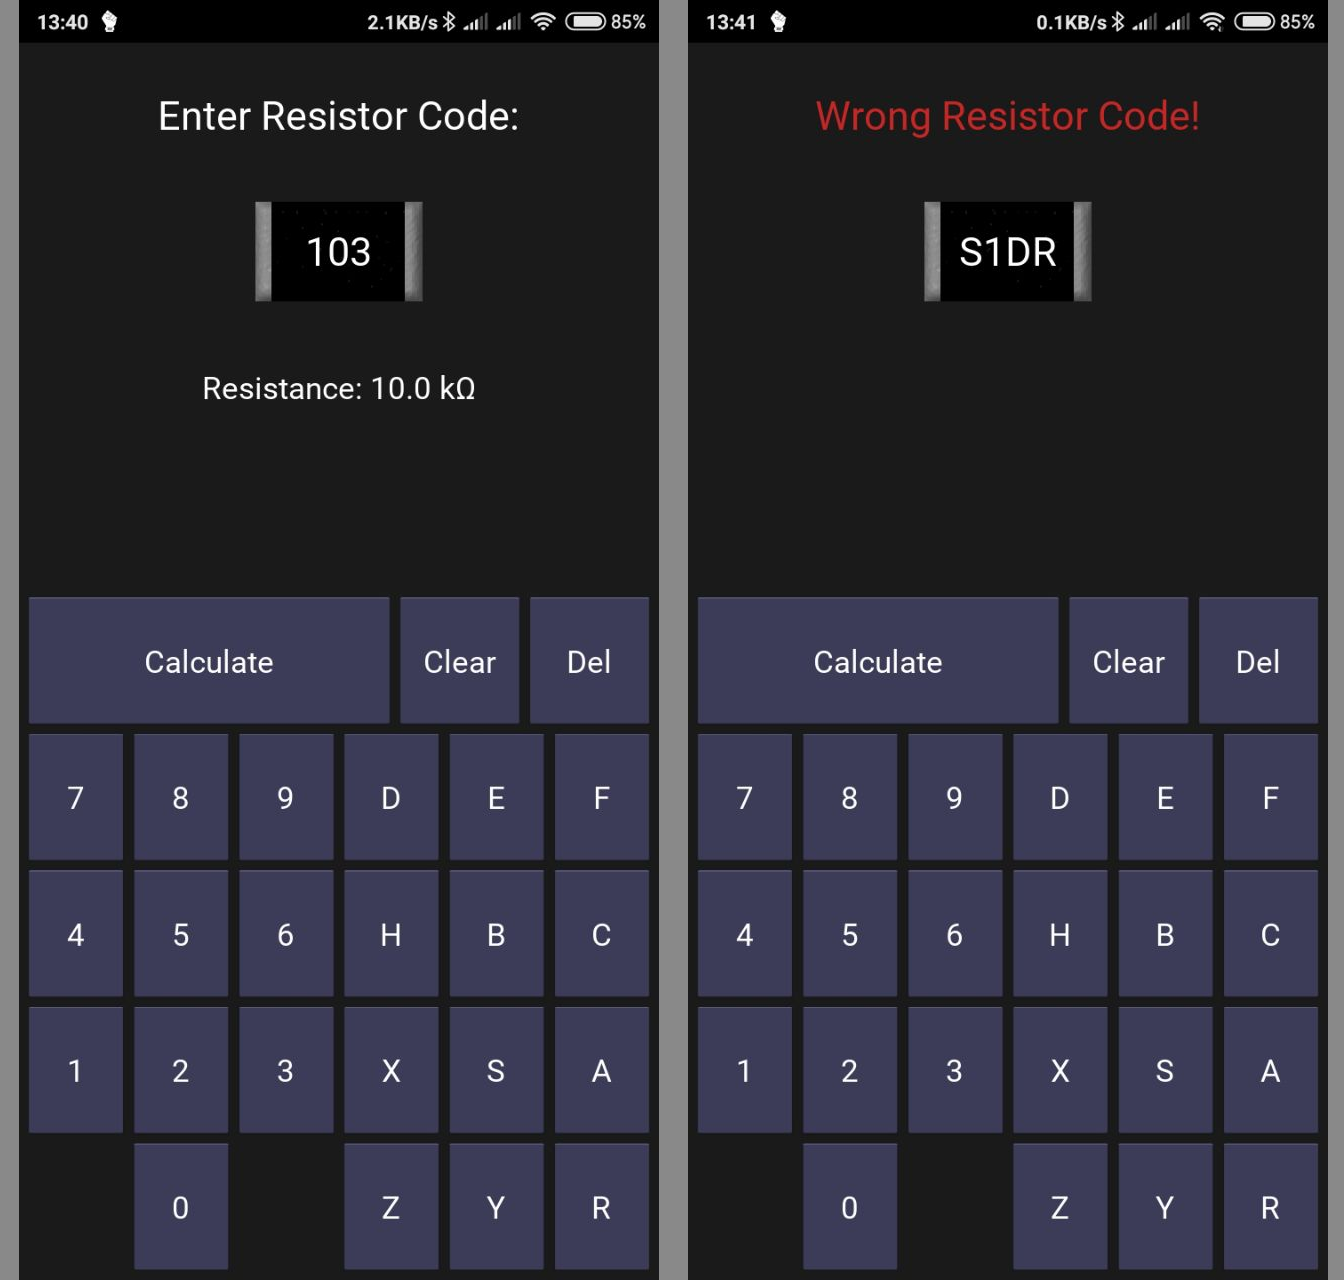 13:40 2.1KB/s 85%
Enter Resistor Code:
103
Resistance: 10.0 kΩ
Calculate Clear Del
7 8 9 D E F
4 5 6 H B C
1 2 3 X S A
0 Z Y R
13:41 0.1KB/s 85%
Wrong Resistor Code!
S1DR
Calculate Clear Del
7 8 9 D E F
4 5 6 H B C
1 2 3 X S A
0 Z Y R